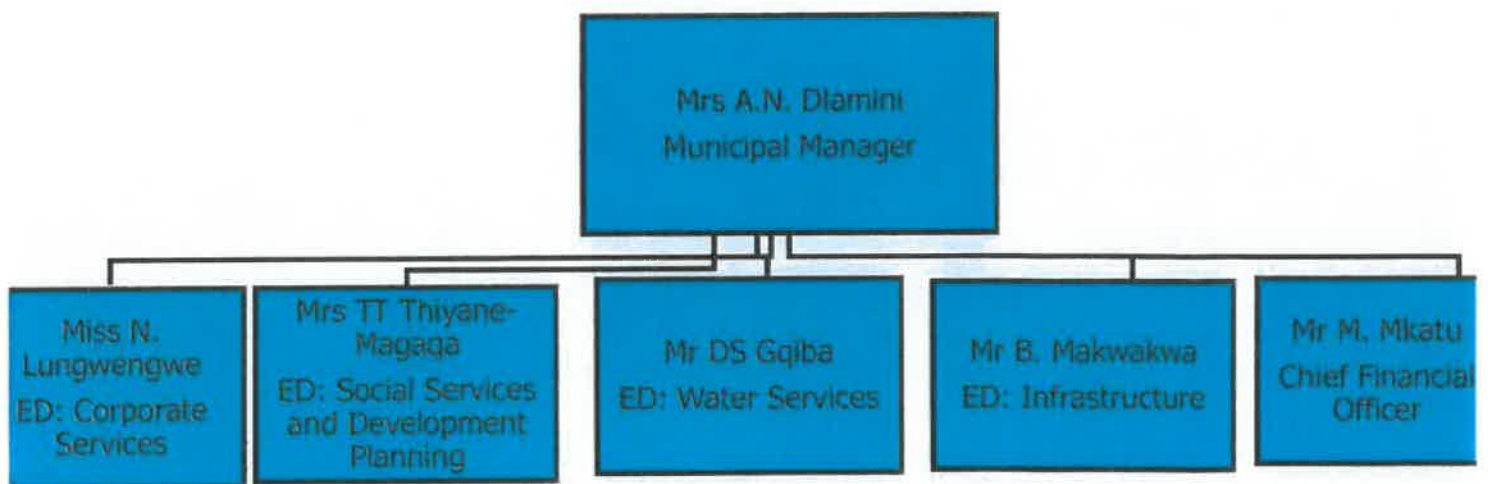 Mrs A.N. Dlamini
Municipal Manager
Miss N.
Lungwengwe
ED: Corporate
Services
Mrs TT Thiyane-
Magaqa
ED: Social Services
and Development
Planning
Mr DS Gqiba
ED: Water Services
Mr B. Makwakwa
ED: Infrastructure
Mr M. Mkatu
Chief Financial
Officer